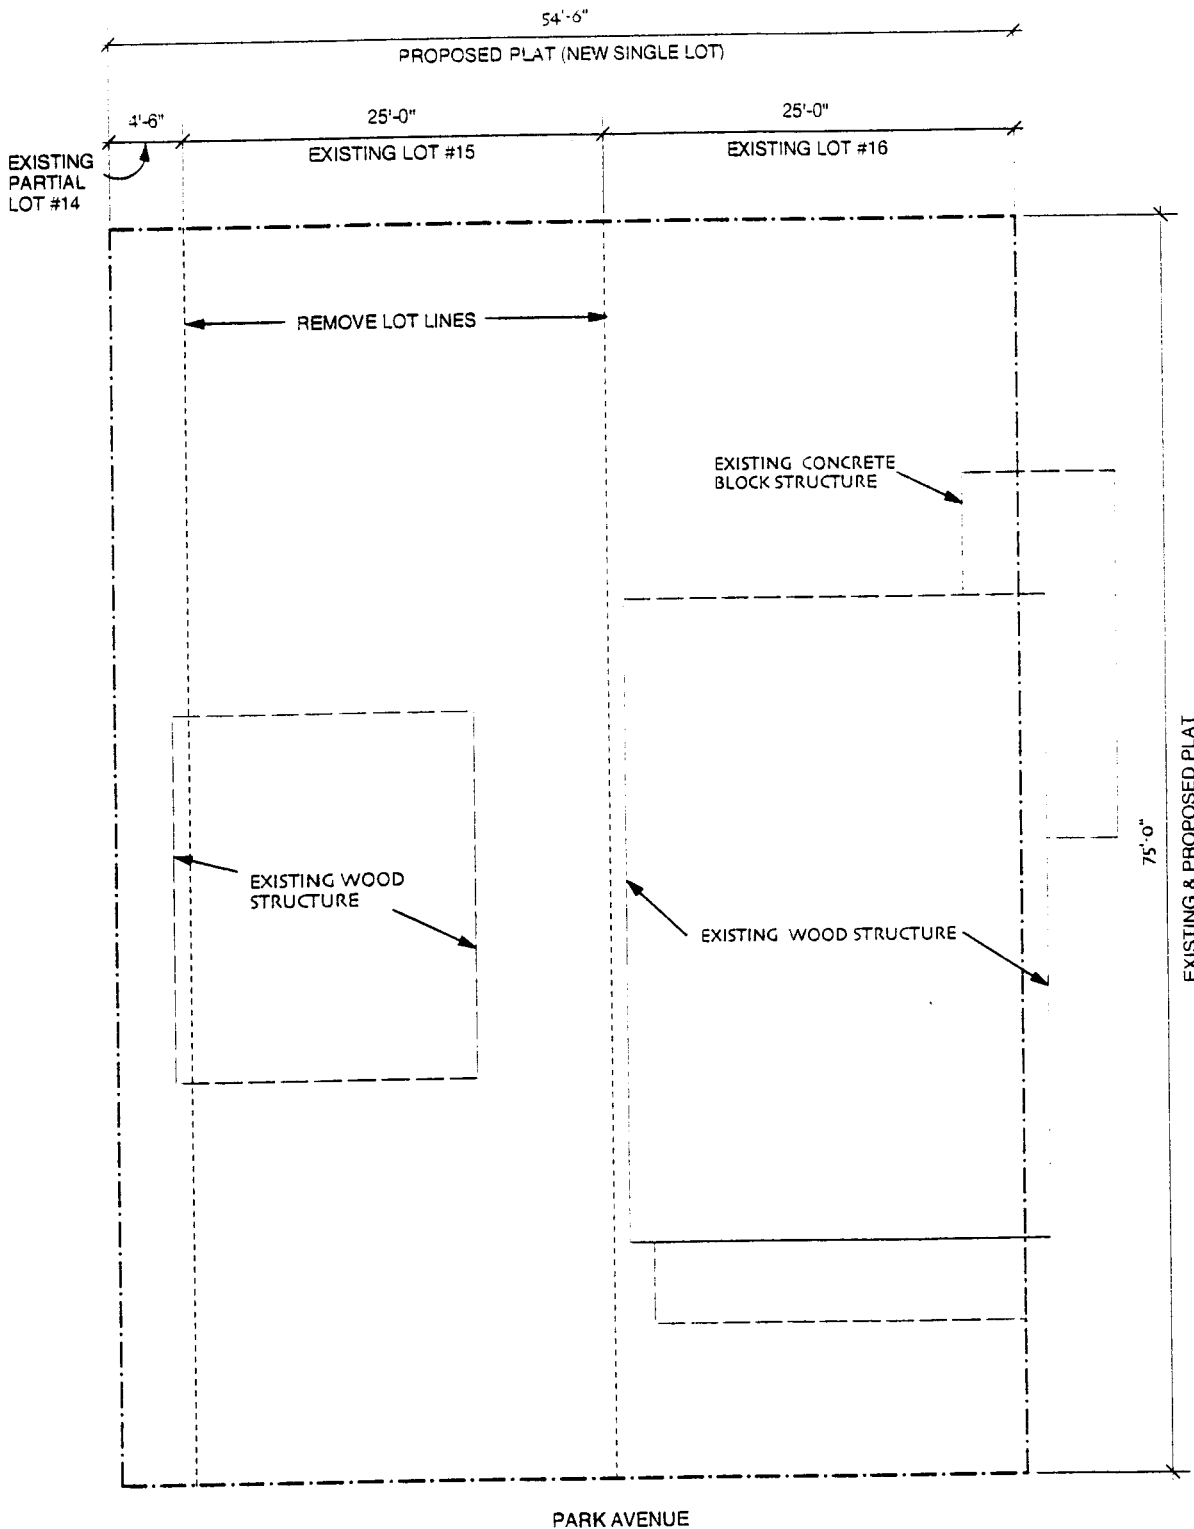 54'-6"
PROPOSED PLAT (NEW SINGLE LOT)
4'-6"
25'-0"
25'-0"
EXISTING LOT #15
EXISTING LOT #16
EXISTING
PARTIAL
LOT #14
REMOVE LOT LINES
EXISTING CONCRETE
BLOCK STRUCTURE
EXISTING WOOD
STRUCTURE
EXISTING WOOD STRUCTURE
75'-0"
EXISTING & PROPOSED PLAT
PARK AVENUE